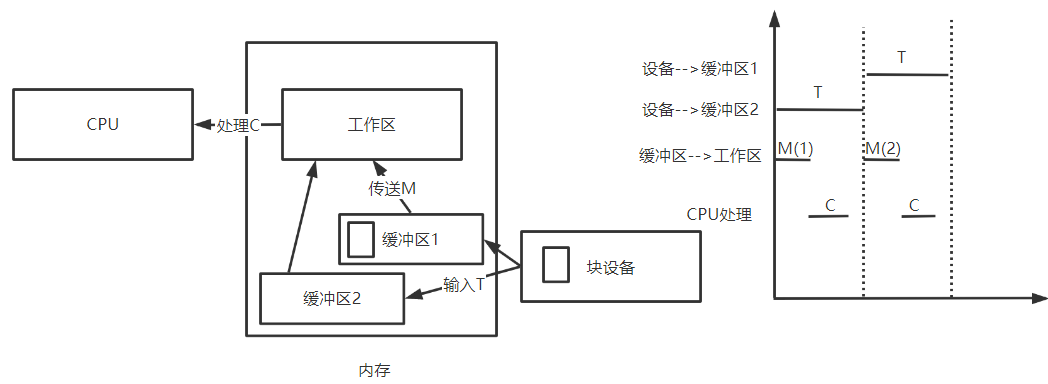 CPU
处理C
工作区
传送M
缓冲区1
缓冲区2
输入T
块设备
内存
设备-->缓冲区1
T
设备-->缓冲区2
T
缓冲区-->工作区
M(1)
M(2)
CPU处理
C
C